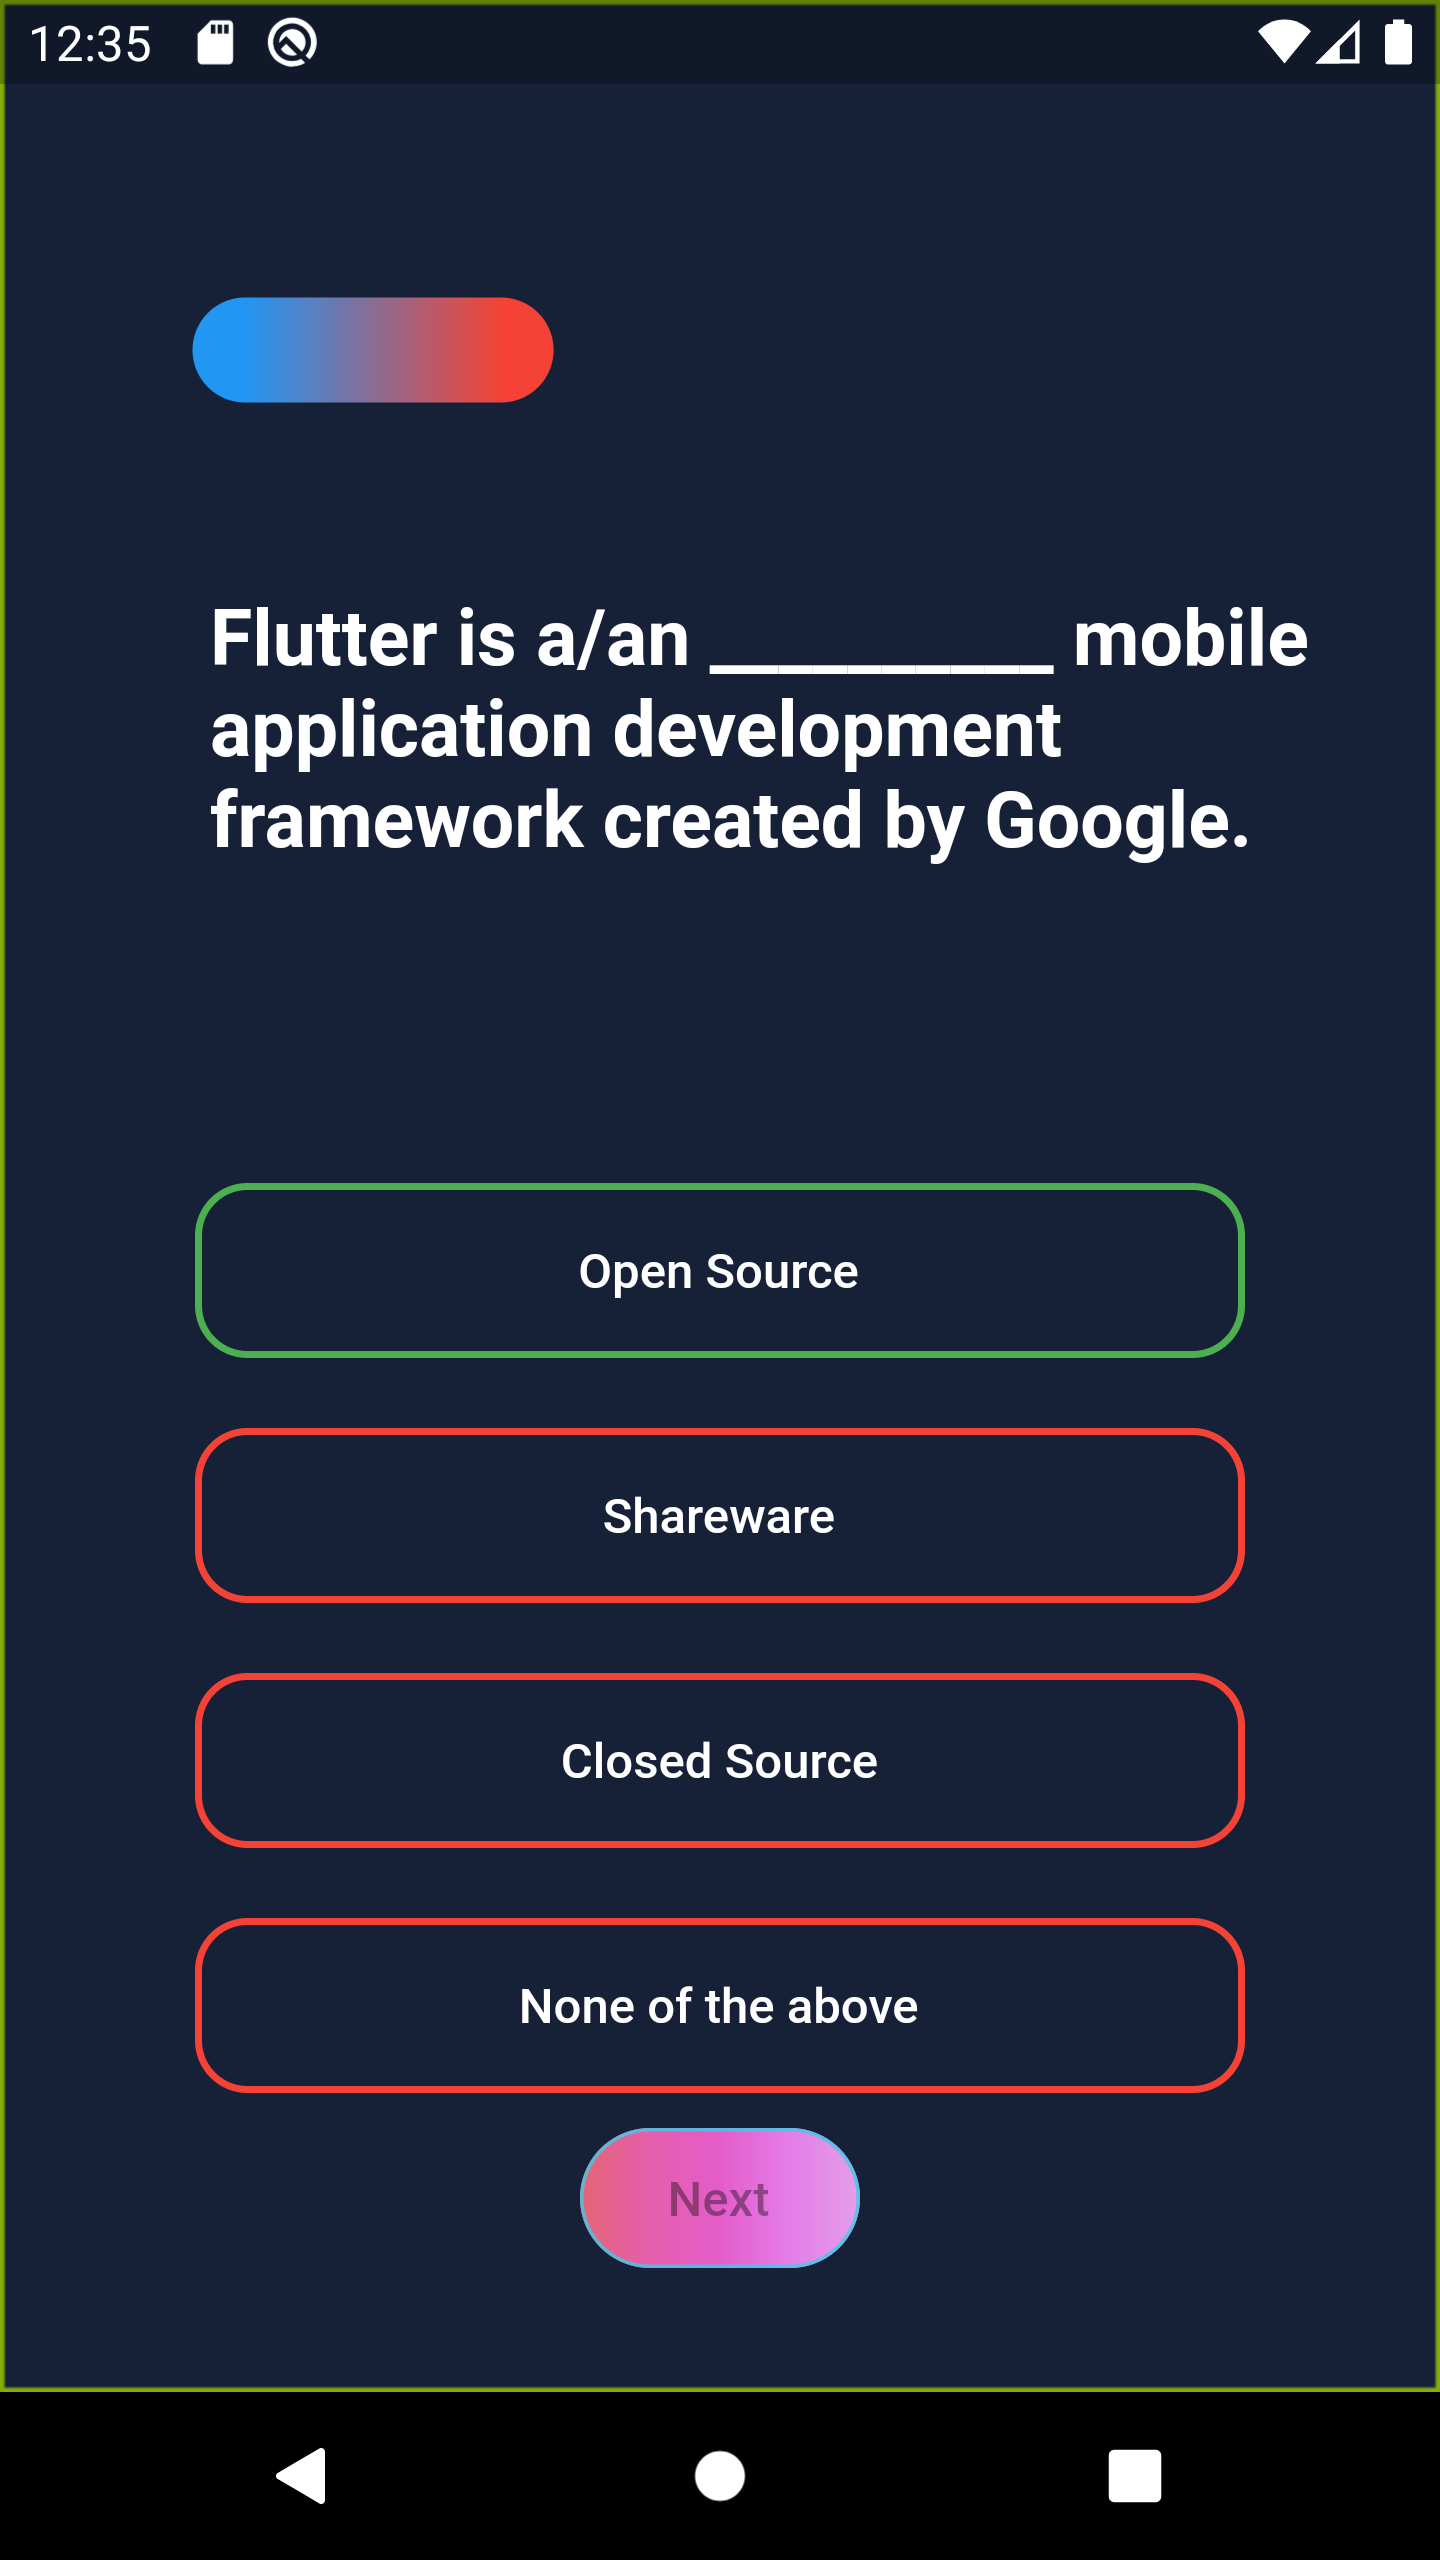 12:35
Flutter is a/an __________ mobile
application development
framework created by Google.
Open Source
Shareware
Closed Source
None of the above
Next